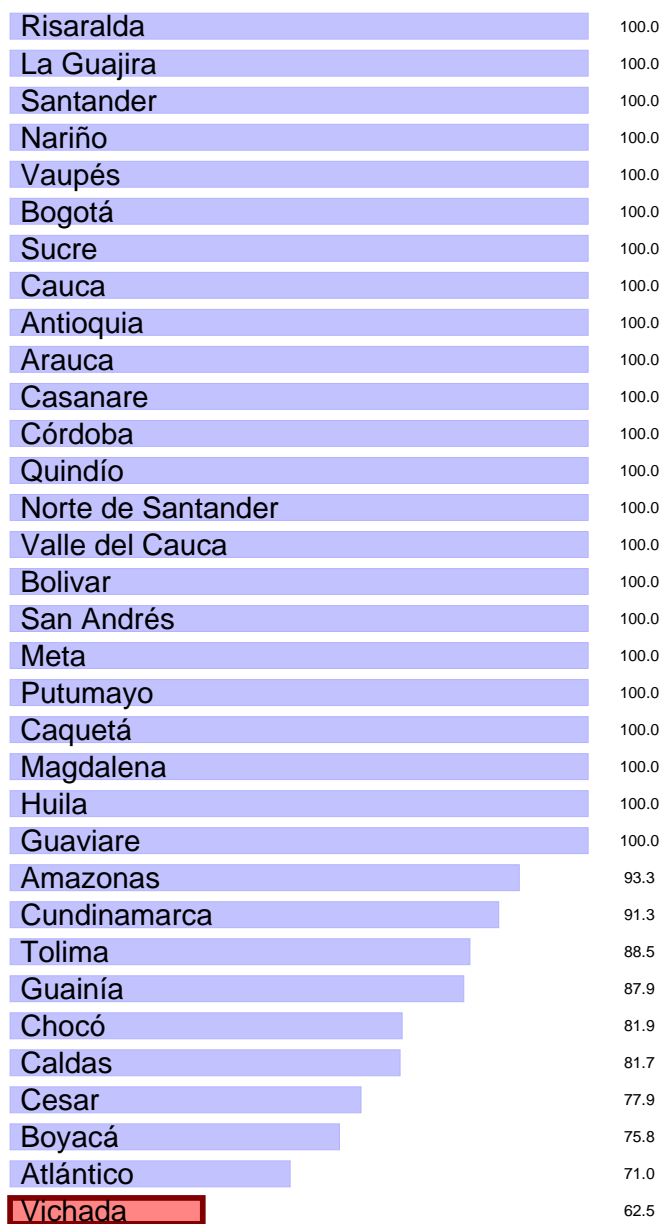 Risaralda 100.0
La Guajira 100.0
Santander 100.0
Nariño 100.0
Vaupés 100.0
Bogotá 100.0
Sucre 100.0
Cauca 100.0
Antioquia 100.0
Arauca 100.0
Casanare 100.0
Córdoba 100.0
Quindío 100.0
Norte de Santander 100.0
Valle del Cauca 100.0
Bolivar 100.0
San Andrés 100.0
Meta 100.0
Putumayo 100.0
Caquetá 100.0
Magdalena 100.0
Huila 100.0
Guaviare 100.0
Amazonas 93.3
Cundinamarca 91.3
Tolima 88.5
Guainía 87.9
Chocó 81.9
Caldas 81.7
Cesar 77.9
Boyacá 75.8
Atlántico 71.0
Vichada 62.5